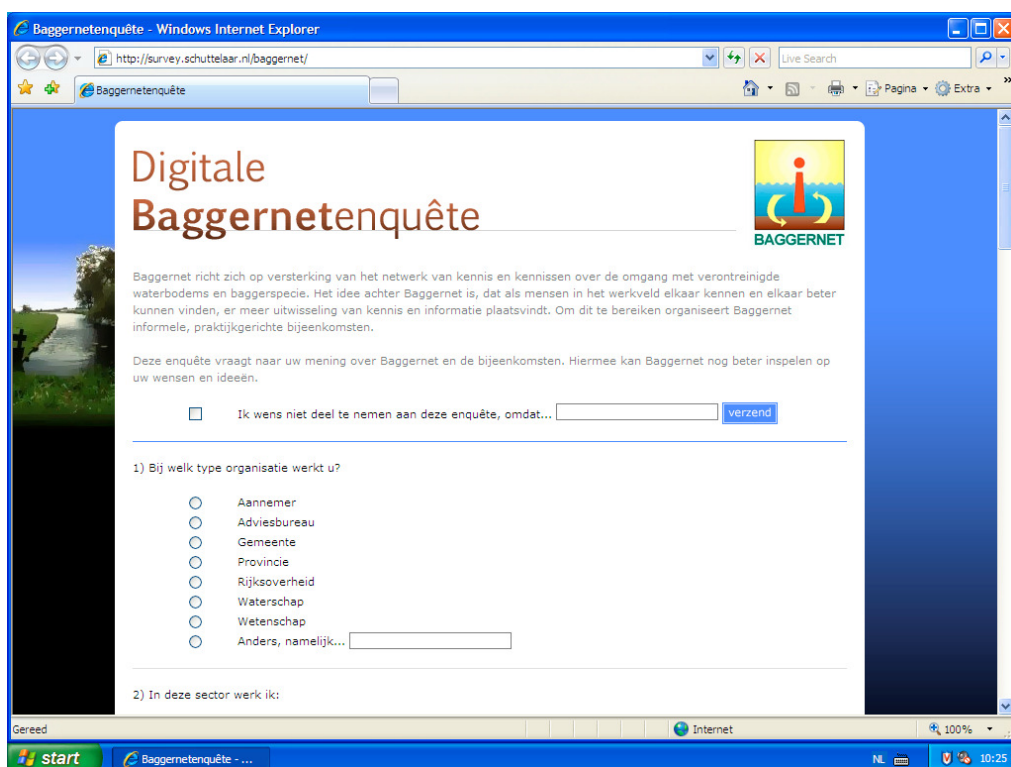 Baggernetenquête - Windows Internet Explorer
http://survey.schuttelaar.nl/baggernet/
Live Search
Baggernetenquête
Pagina
Extra
Digitale
Baggernetenquête
BAGGERNET
Baggernet richt zich op versterking van het netwerk van kennis en kennissen over de omgang met verontreinigde
waterbodems en baggerspecie. Het idee achter Baggernet is, dat als mensen in het werkveld elkaar kennen en elkaar beter
kunnen vinden, er meer uitwisseling van kennis en informatie plaatsvindt. Om dit te bereiken organiseert Baggernet
informele, praktijkgerichte bijeenkomsten.
Deze enquête vraagt naar uw mening over Baggernet en de bijeenkomsten. Hiermee kan Baggernet nog beter inspelen op
uw wensen en ideeën.
Ik wens niet deel te nemen aan deze enquête, omdat... verzend
1) Bij welk type organisatie werkt u?
Aannemer
Adviesbureau
Gemeente
Provincie
Rijksoverheid
Waterschap
Wetenschap
Anders, namelijk...
2) In deze sector werk ik:
Gereed
Internet
100%
start
Baggernetenquête - ...
NL
10:25